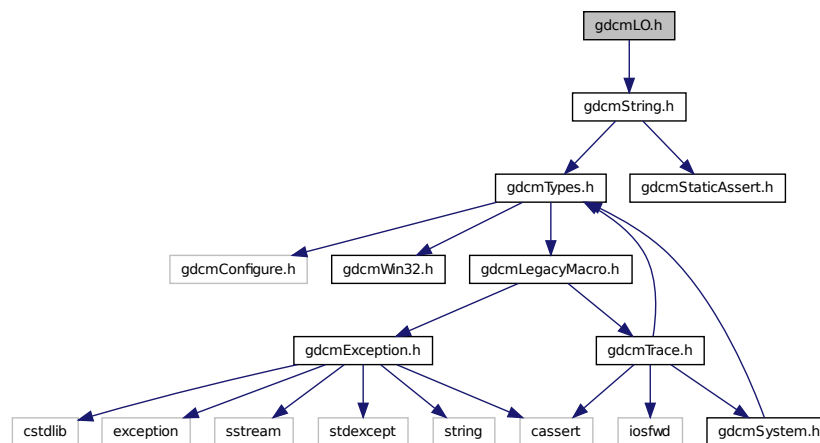 gdcmLO.h
gdcmString.h
gdcmTypes.h
gdcmStaticAssert.h
gdcmConfigure.h
gdcmWin32.h
gdcmLegacyMacro.h
gdcmException.h
gdcmTrace.h
cstdlib
exception
sstream
stdexcept
string
cassert
iosfwd
gdcmSystem.h